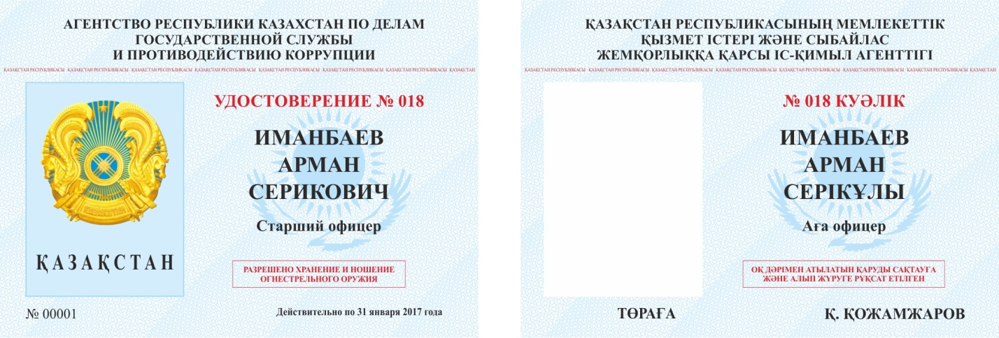 АГЕНТСТВО РЕСПУБЛИКИ КАЗАХСТАН ПО ДЕЛАМ
ГОСУДАРСТВЕННОЙ СЛУЖБЫ
И ПРОТИВОДЕЙСТВИЮ КОРРУПЦИИ
ҚАЗАҚСТАН РЕСПУБЛИКАСЫ ҚАЗАҚСТАН РЕСПУБЛИКАСЫ ҚАЗАҚСТАН РЕСПУБЛИКАСЫ ҚАЗАҚСТАН РЕСПУБЛИКАСЫ ҚАЗАҚСТАН РЕСПУБЛИКАСЫ ҚАЗАҚСТАН РЕСПУБЛИКАСЫ ҚАЗАҚСТАН РЕСПУБЛИКАСЫ ҚАЗАҚСТАН
УДОСТОВЕРЕНИЕ № 018
ИМАНБАЕВ
АРМАН
СЕРИКОВИЧ
Старший офицер
ҚАЗАҚСТАН
ҚАЗАҚСТАН
РАЗРЕШЕНО ХРАНЕНИЕ И НОШЕНИЕ
ОГНЕСТРЕЛЬНОГО ОРУЖИЯ
№ 00001
Действительно по 31 января 2017 года
ҚАЗАҚСТАН РЕСПУБЛИКАСЫНЫҢ МЕМЛЕКЕТТІК
ҚЫЗМЕТ ІСТЕРІ ЖӘНЕ СЫБАЙЛАС
ЖЕМҚОРЛЫҚҚА ҚАРСЫ ІС-ҚИМЫЛ АГЕНТТІГІ
ҚАЗАҚСТАН РЕСПУБЛИКАСЫ ҚАЗАҚСТАН РЕСПУБЛИКАСЫ ҚАЗАҚСТАН РЕСПУБЛИКАСЫ ҚАЗАҚСТАН РЕСПУБЛИКАСЫ ҚАЗАҚСТАН РЕСПУБЛИКАСЫ ҚАЗАҚСТАН РЕСПУБЛИКАСЫ ҚАЗАҚСТАН РЕСПУБЛИКАСЫ ҚАЗАҚСТАН
№ 018 КУӘЛІК
ИМАНБАЕВ
АРМАН
СЕРІКҰЛЫ
Аға офицер
ОҚ ДӘРІМЕН АТЫЛАТЫН ҚАРУДЫ САҚТАУҒА
ЖӘНЕ АЛЫП ЖҮРУГЕ РҰҚСАТ ЕТІЛГЕН
ТӨРАҒА
Қ. ҚОЖАМЖАРОВ